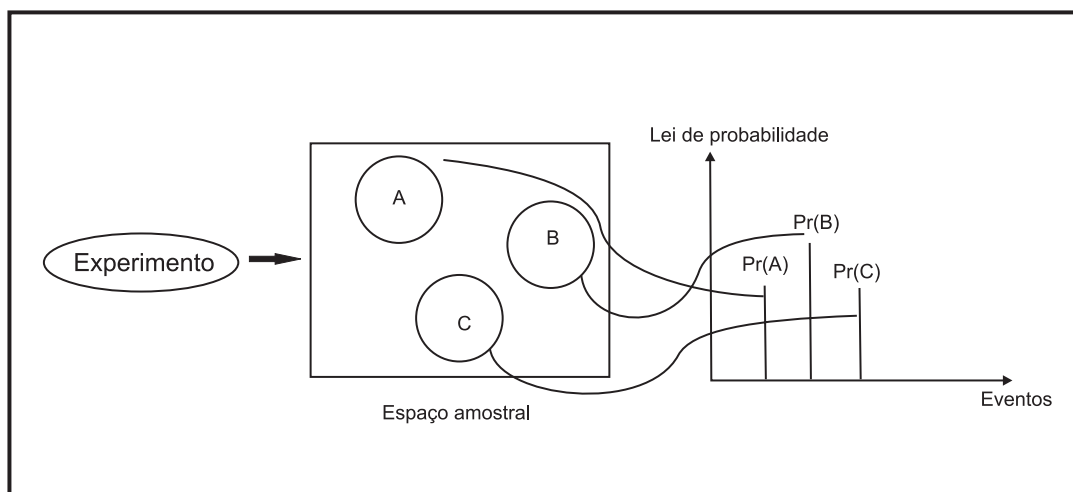 Lei de probabilidade
A
B
C
Experimento
Pr(B)
Pr(A)
Pr(C)
Espaço amostral
Eventos